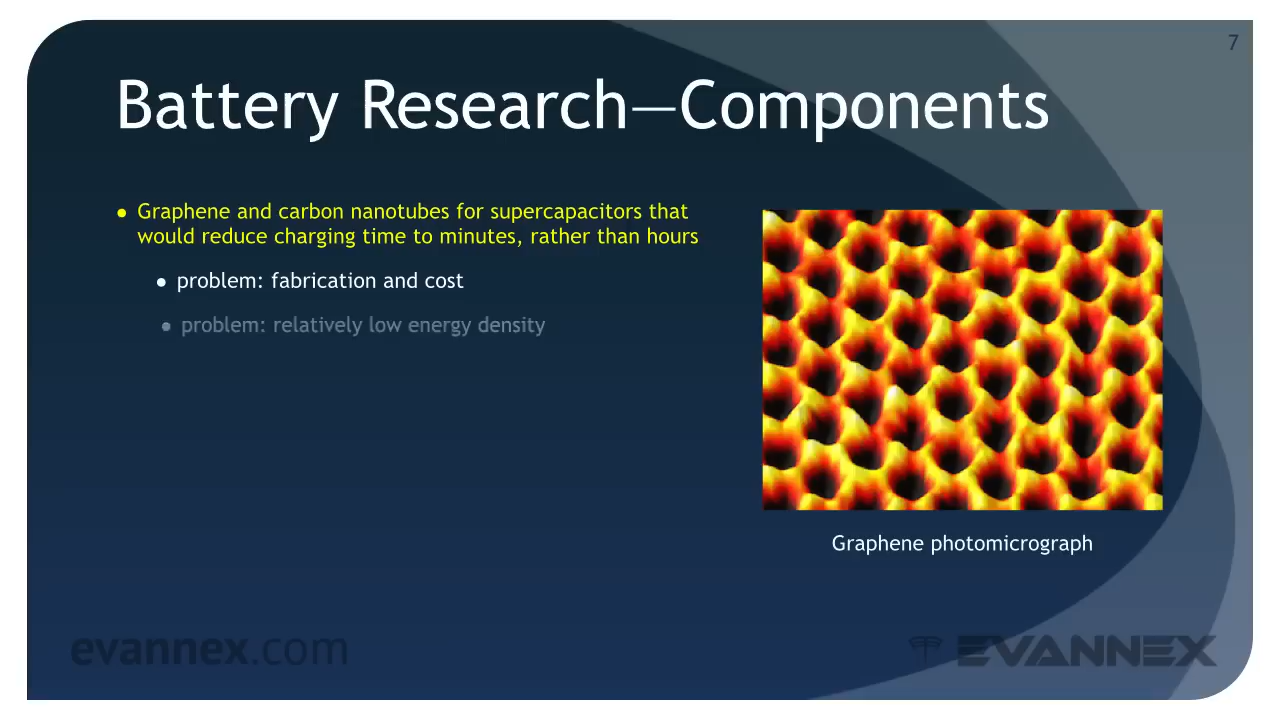 7
Battery Research—Components
● Graphene and carbon nanotubes for supercapacitors that
would reduce charging time to minutes, rather than hours
● problem: fabrication and cost
● problem: relatively low energy density
Graphene photomicrograph
evannex.com
EVANNEX